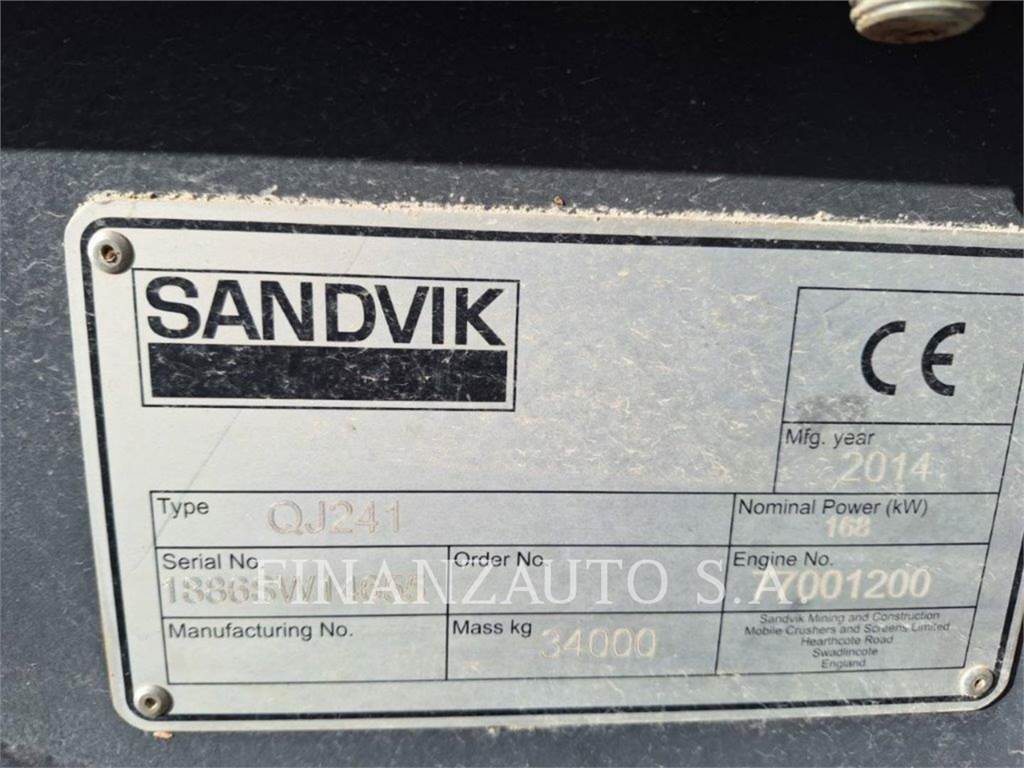 SANDVIK
CE
Mfg. year
2014
Type QJ241
Nominal Power (kW)
168
Serial No.
Order No.
Engine No.
77001200
FINANZAUTO S.A.
Manufacturing No.
Mass kg 34000
Sandvik Mining and Construction
Mobile Crushers and Screens Limited
Hearthcote Road
Swadlincote
England